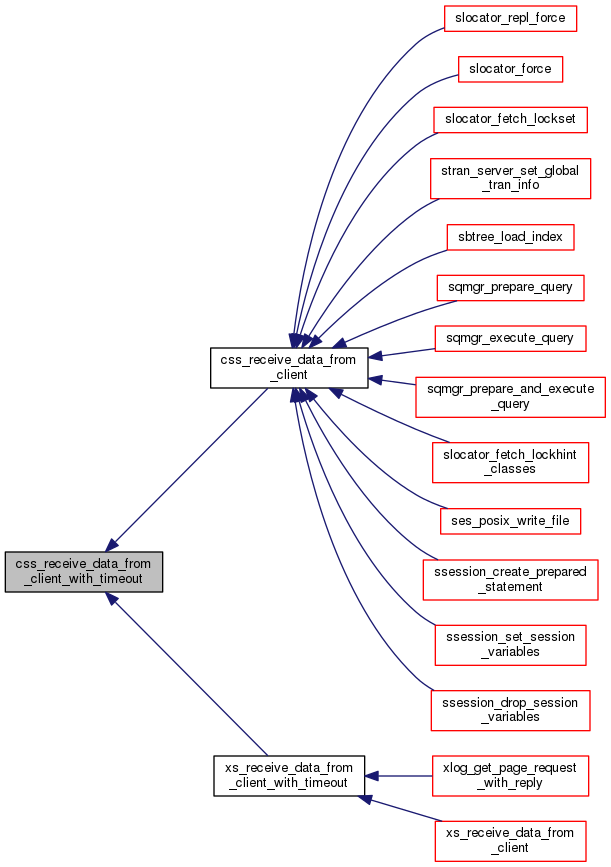 slocator_repl_force
slocator_force
slocator_fetch_lockset
stran_server_set_global
_tran_info
sbtree_load_index
sqmgr_prepare_query
sqmgr_execute_query
css_receive_data_from
_client
sqmgr_prepare_and_execute
_query
slocator_fetch_lockhint
_classes
ses_posix_write_file
css_receive_data_from
_client_with_timeout
ssession_create_prepared
_statement
ssession_set_session
_variables
ssession_drop_session
_variables
xs_receive_data_from
_client_with_timeout
xlog_get_page_request
_with_reply
xs_receive_data_from
_client